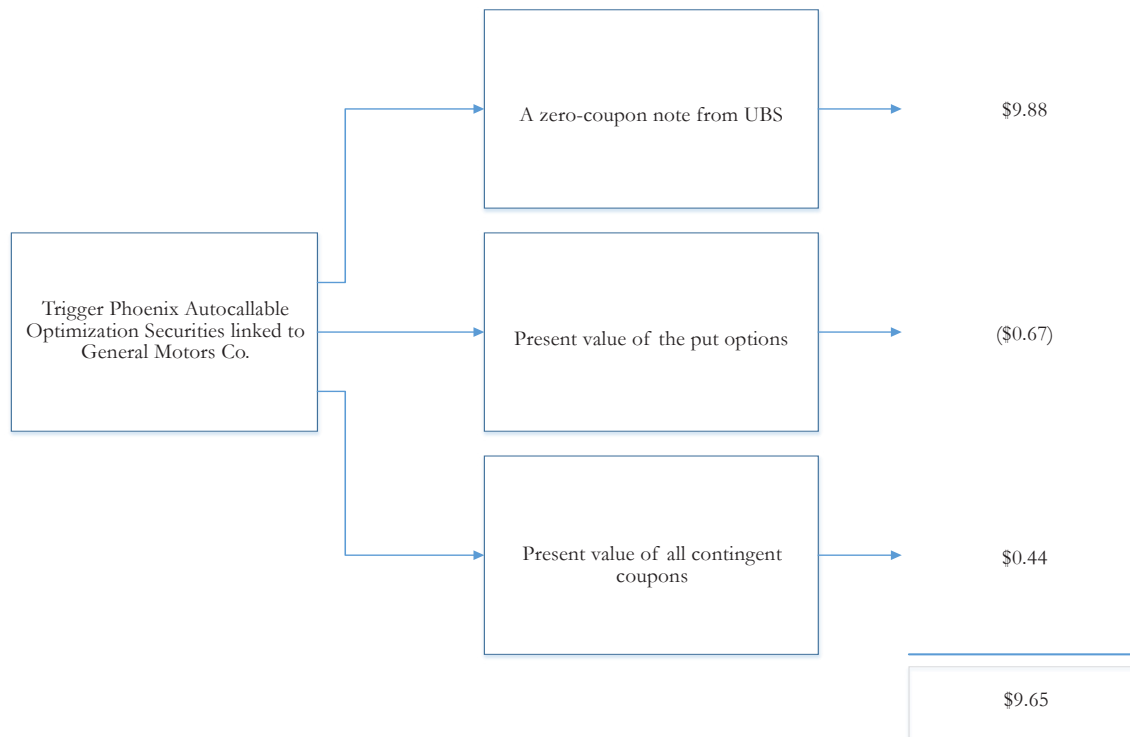 A zero-coupon note from UBS
$9.88
Trigger Phoenix Autocallable
Optimization Securities linked to
General Motors Co.
Present value of the put options
($0.67)
Present value of all contingent
coupons
$0.44
$9.65